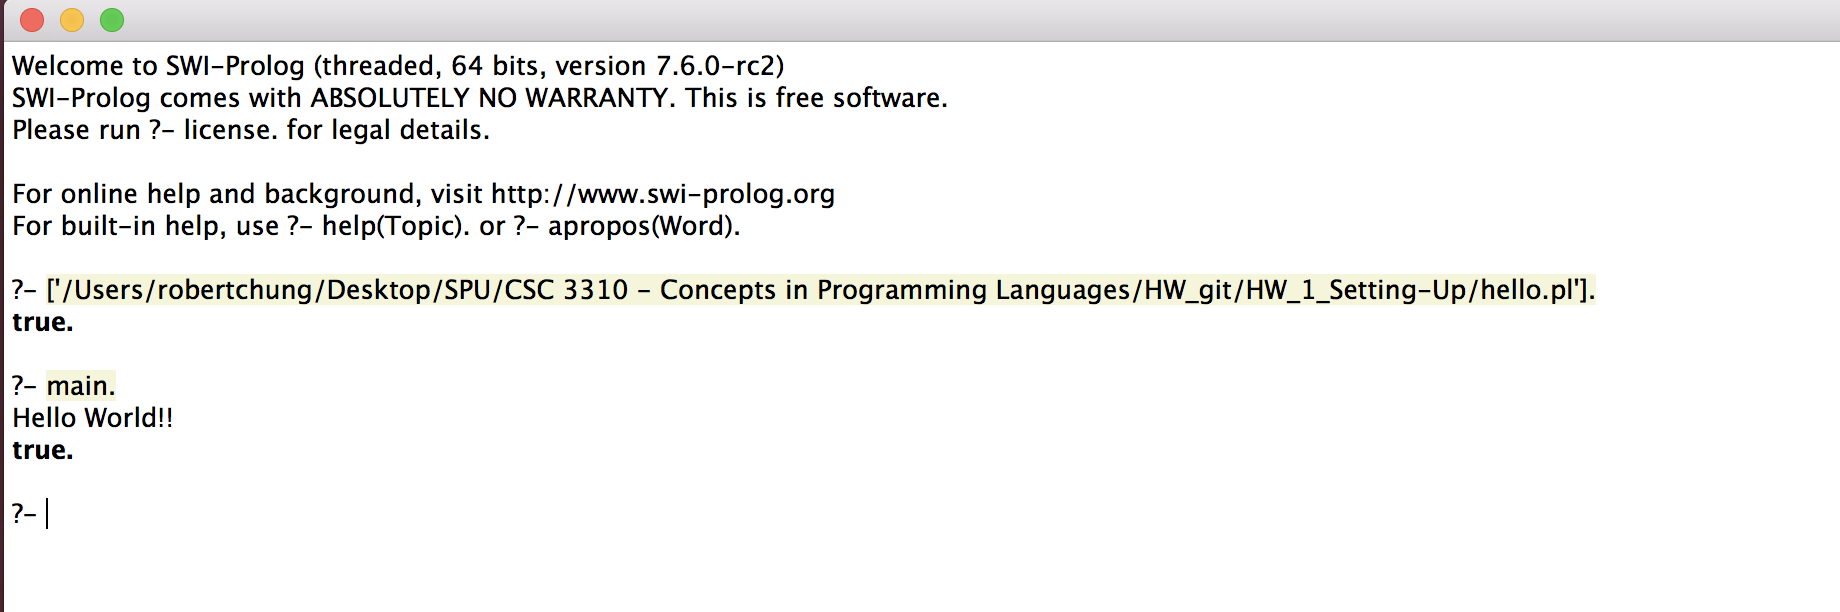 Welcome to SWI-Prolog (threaded, 64 bits, version 7.6.0-rc2)
SWI-Prolog comes with ABSOLUTELY NO WARRANTY. This is free software.
Please run ?- license. for legal details.
For online help and background, visit http://www.swi-prolog.org
For built-in help, use ?- help(Topic). or ?- apropos(Word).
?- ['/Users/robertchung/Desktop/SPU/CSC 3310 - Concepts in Programming Languages/HW_git/HW_1_Setting-Up/hello.pl'].
true.
?- main.
Hello World!!
true.
?-